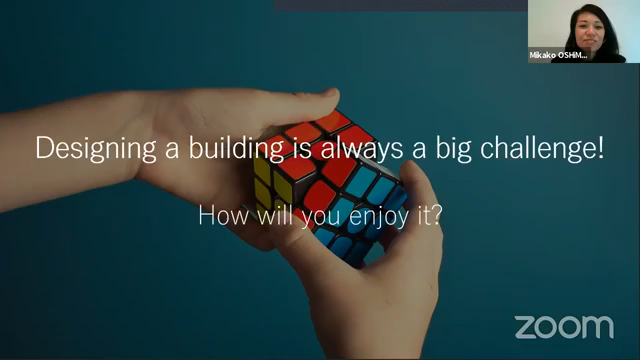 Mikako OSHIM...
Designing a building is always a big challenge!
How will you enjoy it?
zoom